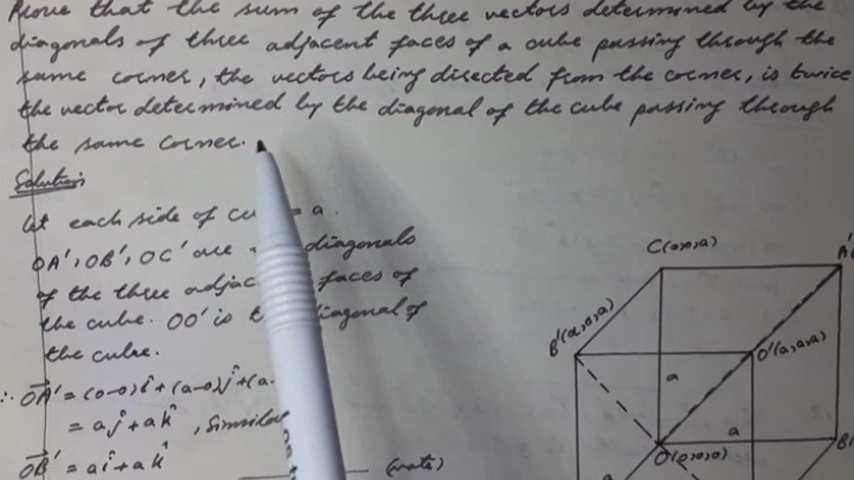 Prove that the sum of the three vectors determined by the
diagonals of three adjacent faces of a cube passing through the
same corner, the vectors being directed from the corner, is twice
the vector determined by the diagonal of the cube passing through
the same corner.
Solution
Let each side of cu = a.
OA', OB', OC' are diagonals
of the three adjac faces of
the cube. OO' is t diagonal of
the cube.
∴ OA' = (0-0)î + (a-0)ĵ + (a-
= aĵ + ak̂, Similar
OB' = aî + ak̂
(note)
C(0,0,a)
A'(
B'(a,0,a)
O'(a,a,a)
a
a
O(0,0,0)
B(
a